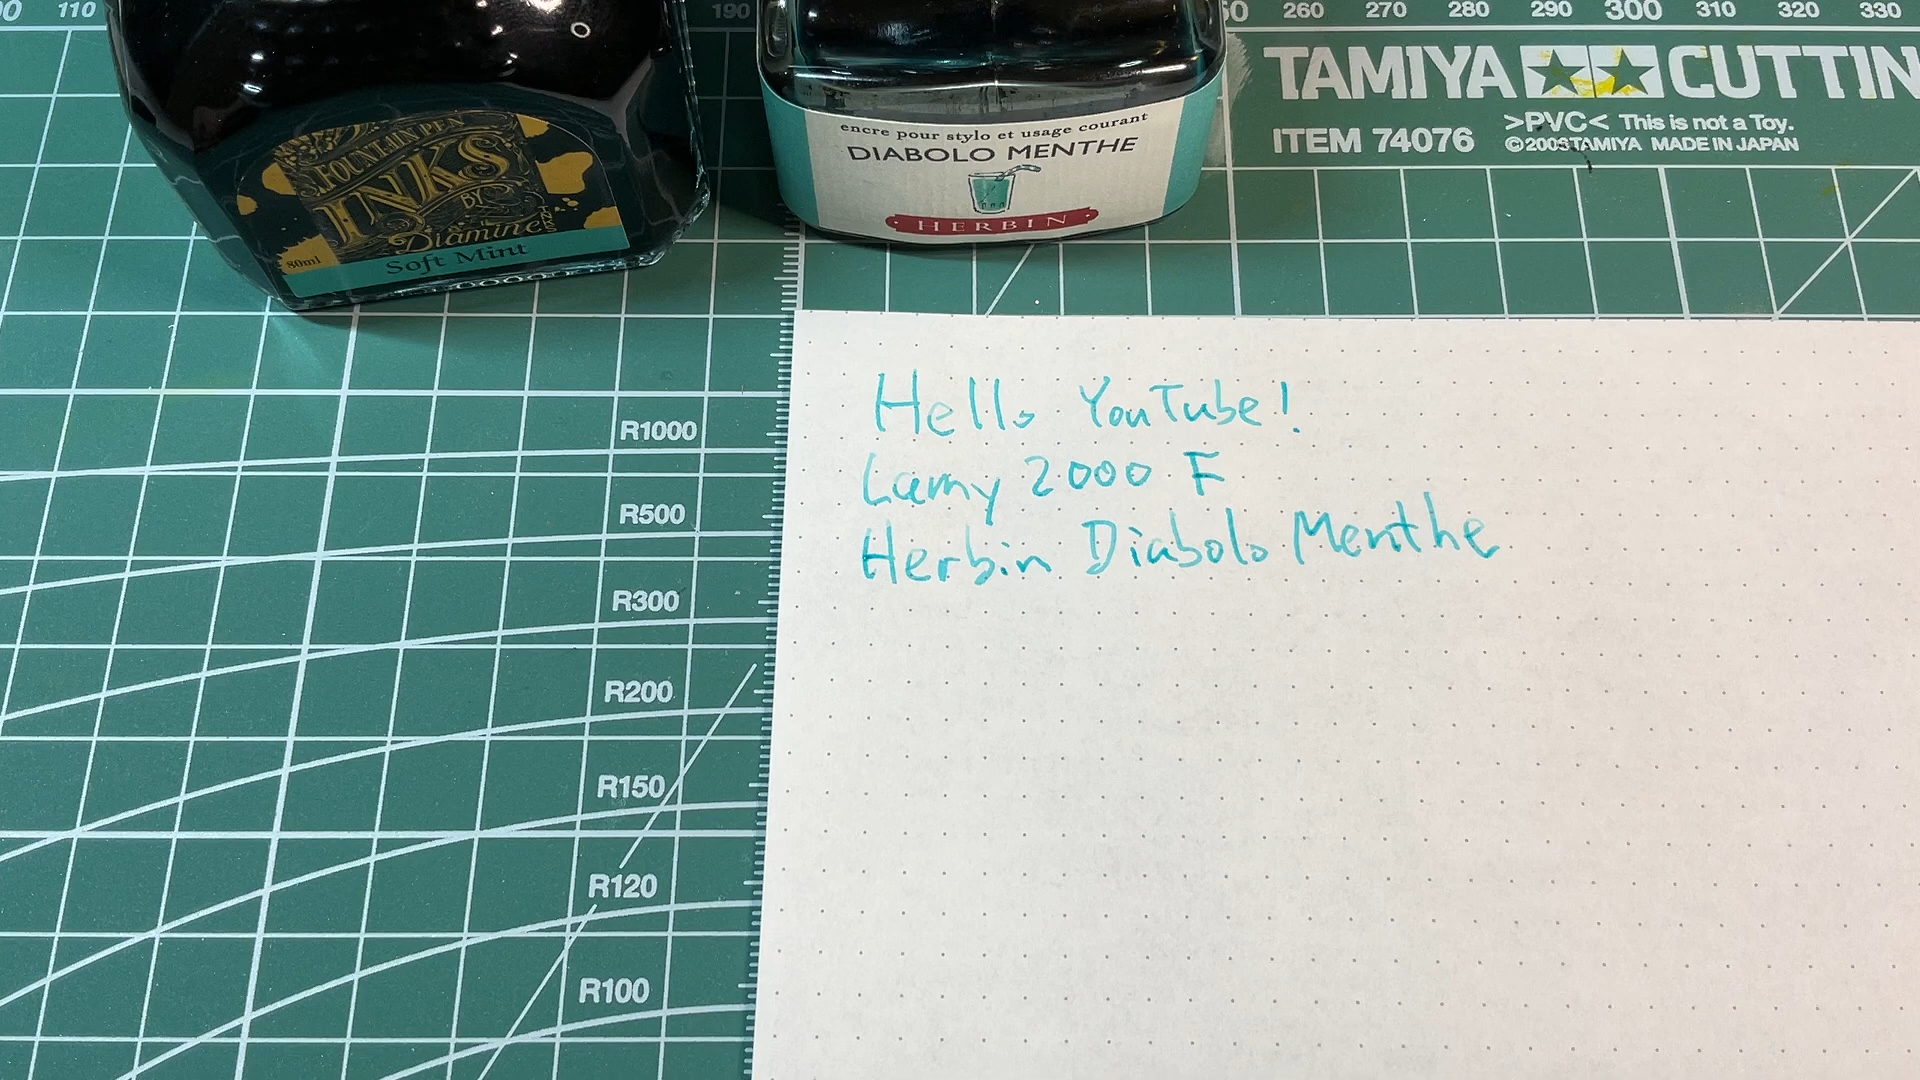 110
190
260 270 280 290 300 310 320 330
TAMIYA CUTTIN
ITEM 74076
>PVC< This is not a Toy.
©2003 TAMIYA MADE IN JAPAN
FOUNTAIN PEN
INKS
BY
Diamine
80ml
Soft Mint
encre pour stylo et usage courant
DIABOLO MENTHE
HERBIN
Hello YouTube!
Lamy 2000 F
Herbin Diabolo Menthe
R1000
R500
R300
R200
R150
R120
R100